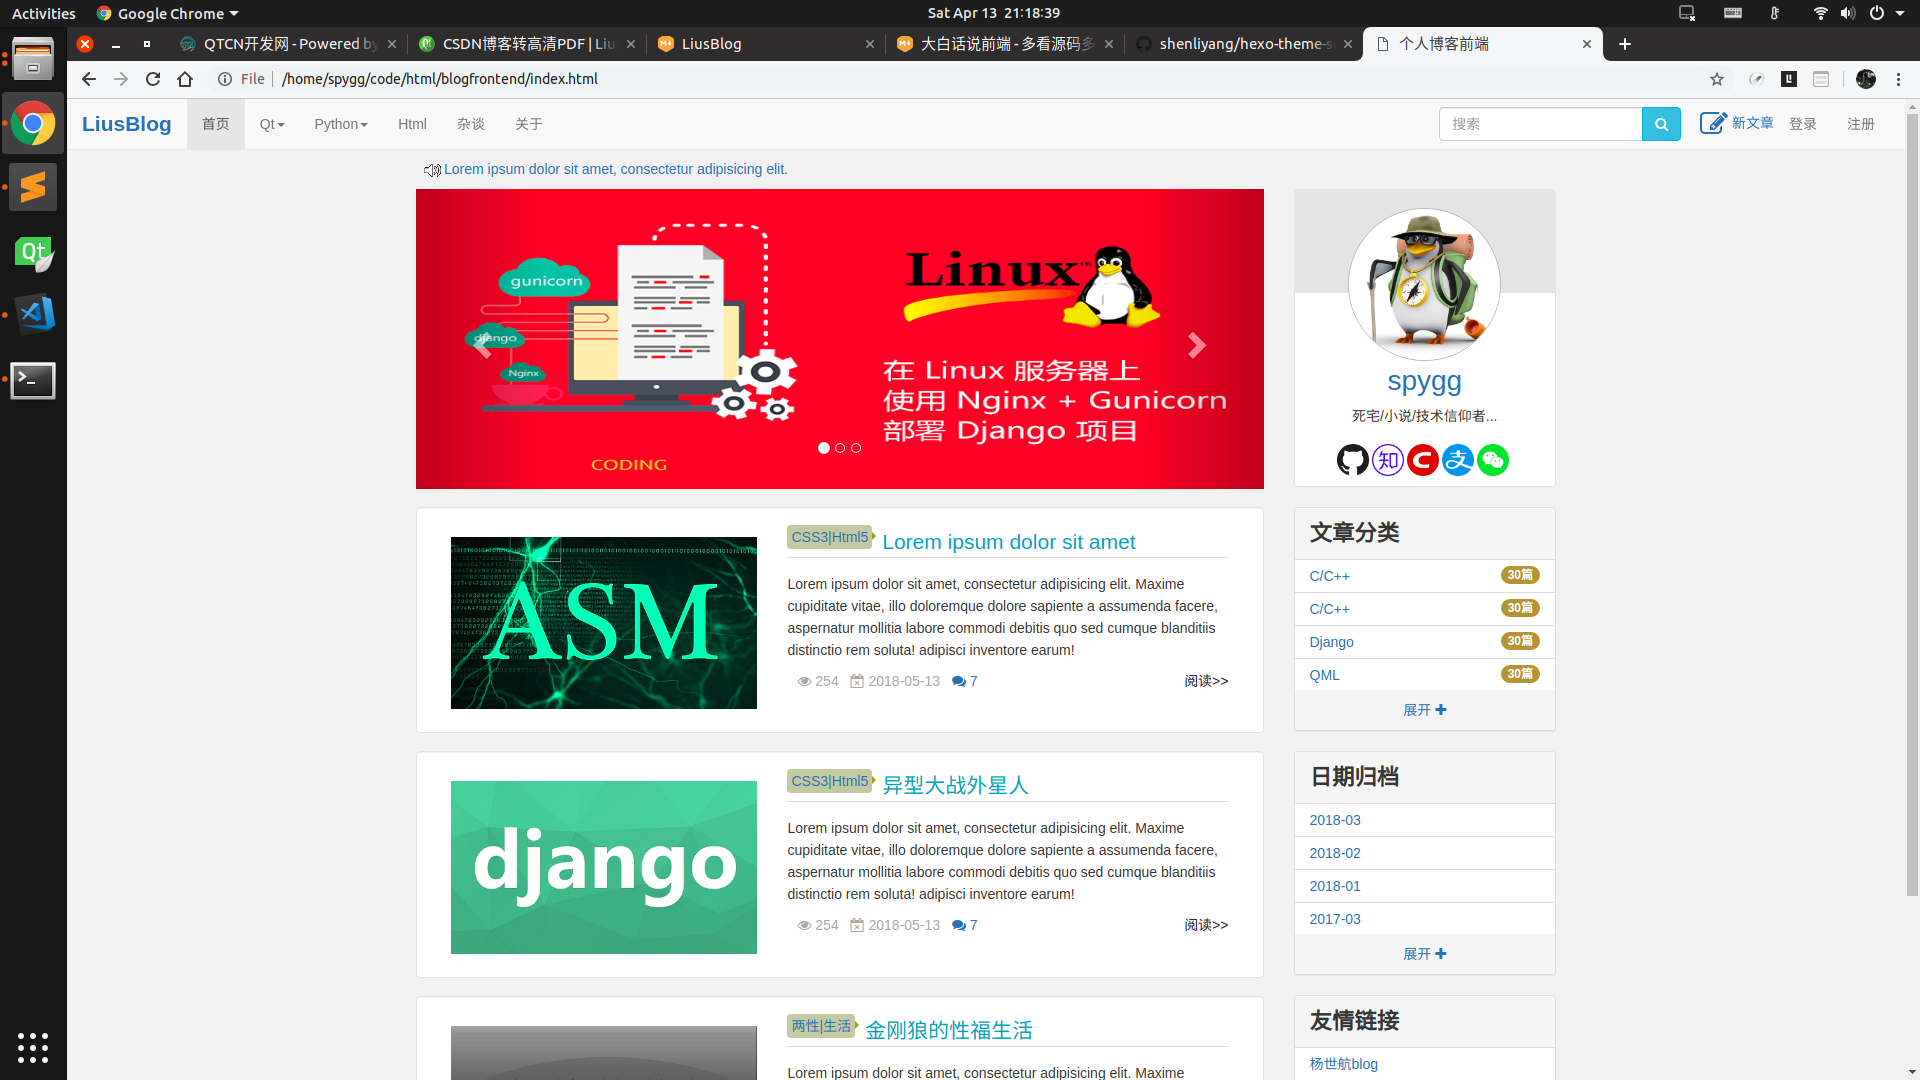 Activities Google Chrome Sat Apr 13 21:18:39
QTCN开发网 - Powered by
CSDN博客转高清PDF | Liu
LiusBlog
大白话说前端 - 多看源码多
shenliyang/hexo-theme-s
个人博客前端
File /home/spygg/code/html/blogfrontend/index.html
LiusBlog 首页 Qt Python Html 杂谈 关于 搜索 新文章 登录 注册
Lorem ipsum dolor sit amet, consectetur adipisicing elit.
gunicorn
django
Nginx
CODING
Linux™
在 Linux 服务器上
使用 Nginx + Gunicorn
部署 Django 项目
spygg
死宅/小说/技术信仰者...
知
支
ASM
CSS3|Html5 Lorem ipsum dolor sit amet
Lorem ipsum dolor sit amet, consectetur adipisicing elit. Maxime
cupiditate vitae, illo doloremque dolore sapiente a assumenda facere,
aspernatur mollitia labore commodi debitis quo sed cumque blanditiis
distinctio rem soluta! adipisci inventore earum!
254 2018-05-13 7 阅读>>
文章分类
C/C++ 30篇
C/C++ 30篇
Django 30篇
QML 30篇
展开
django
CSS3|Html5 异型大战外星人
Lorem ipsum dolor sit amet, consectetur adipisicing elit. Maxime
cupiditate vitae, illo doloremque dolore sapiente a assumenda facere,
aspernatur mollitia labore commodi debitis quo sed cumque blanditiis
distinctio rem soluta! adipisci inventore earum!
254 2018-05-13 7 阅读>>
日期归档
2018-03
2018-02
2018-01
2017-03
展开
两性|生活 金刚狼的性福生活
Lorem ipsum dolor sit amet, consectetur adipisicing elit. Maxime
友情链接
杨世航blog
Qt